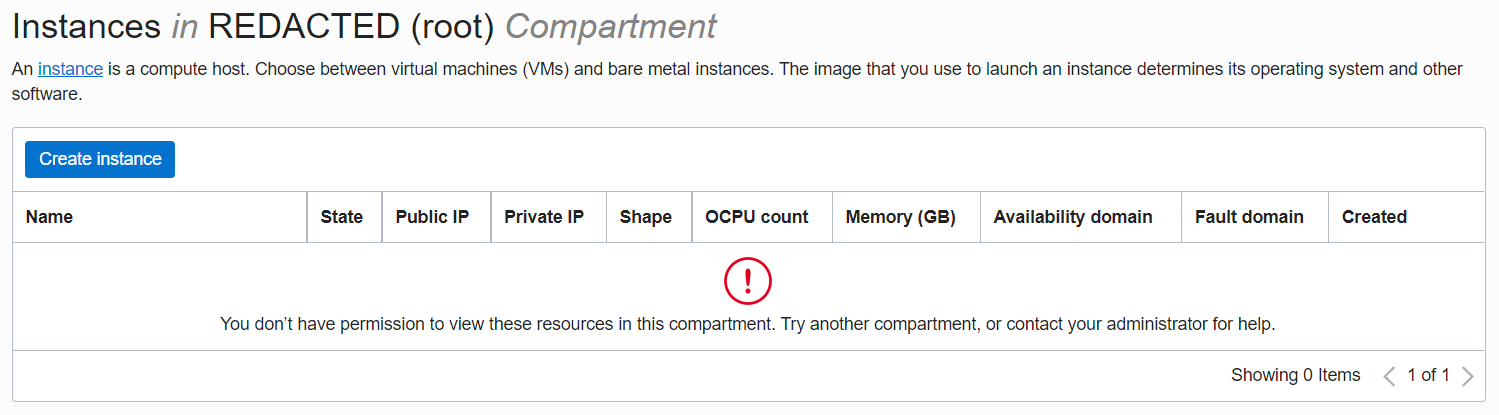 Instances in REDACTED (root) Compartment
An instance is a compute host. Choose between virtual machines (VMs) and bare metal instances. The image that you use to launch an instance determines its operating system and other
software.
Create instance
Name State Public IP Private IP Shape OCPU count Memory (GB) Availability domain Fault domain Created
!
You don’t have permission to view these resources in this compartment. Try another compartment, or contact your administrator for help.
Showing 0 Items < 1 of 1 >